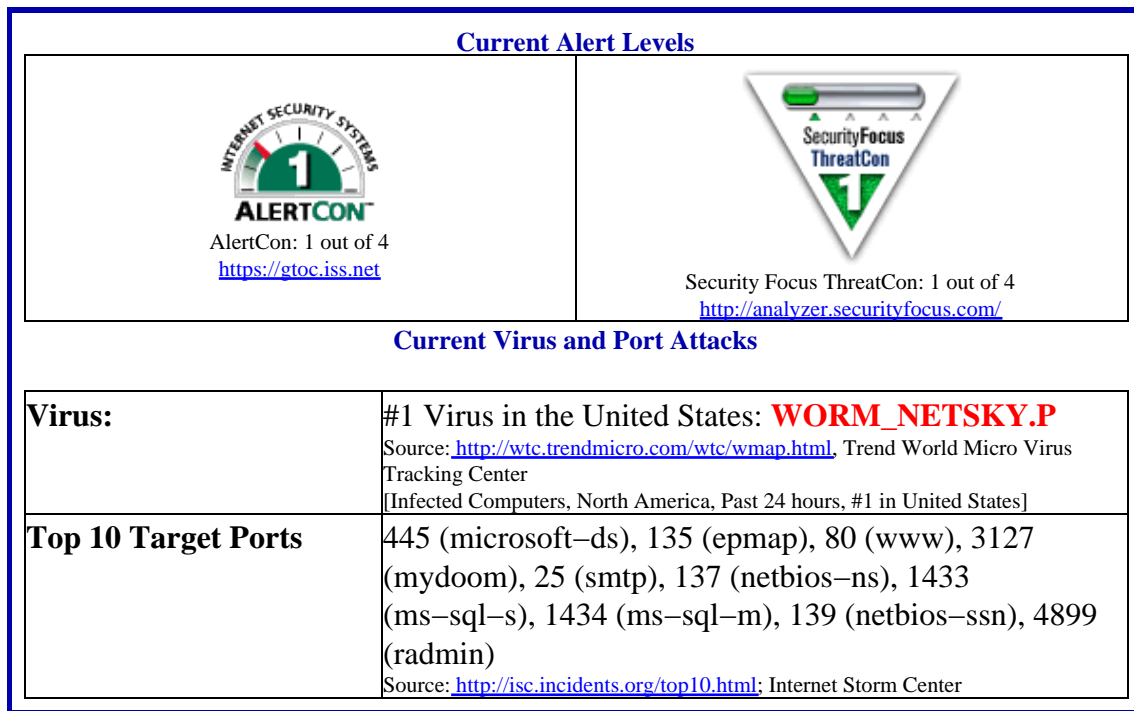 Current Alert Levels
INTERNET SECURITY SYSTEMS
1
ALERTCON™
AlertCon: 1 out of 4
https://gtoc.iss.net
SecurityFocus
ThreatCon
1
Security Focus ThreatCon: 1 out of 4
http://analyzer.securityfocus.com/
Current Virus and Port Attacks
Virus:
#1 Virus in the United States: WORM_NETSKY.P
Source: http://wtc.trendmicro.com/wtc/wmap.html, Trend World Micro Virus
Tracking Center
[Infected Computers, North America, Past 24 hours, #1 in United States]
Top 10 Target Ports
445 (microsoft−ds), 135 (epmap), 80 (www), 3127
(mydoom), 25 (smtp), 137 (netbios−ns), 1433
(ms−sql−s), 1434 (ms−sql−m), 139 (netbios−ssn), 4899
(radmin)
Source: http://isc.incidents.org/top10.html; Internet Storm Center